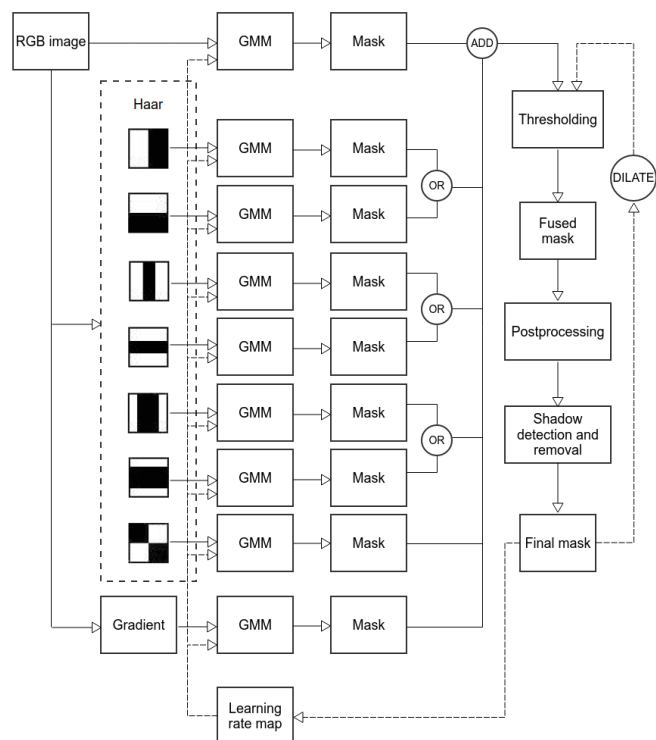 RGB image
GMM
Mask
ADD
Haar
Thresholding
GMM
Mask
OR
DILATE
GMM
Mask
Fused
mask
GMM
Mask
OR
Postprocessing
GMM
Mask
GMM
Mask
OR
Shadow
detection and
removal
GMM
Mask
GMM
Mask
Final mask
Gradient
GMM
Mask
Learning
rate map